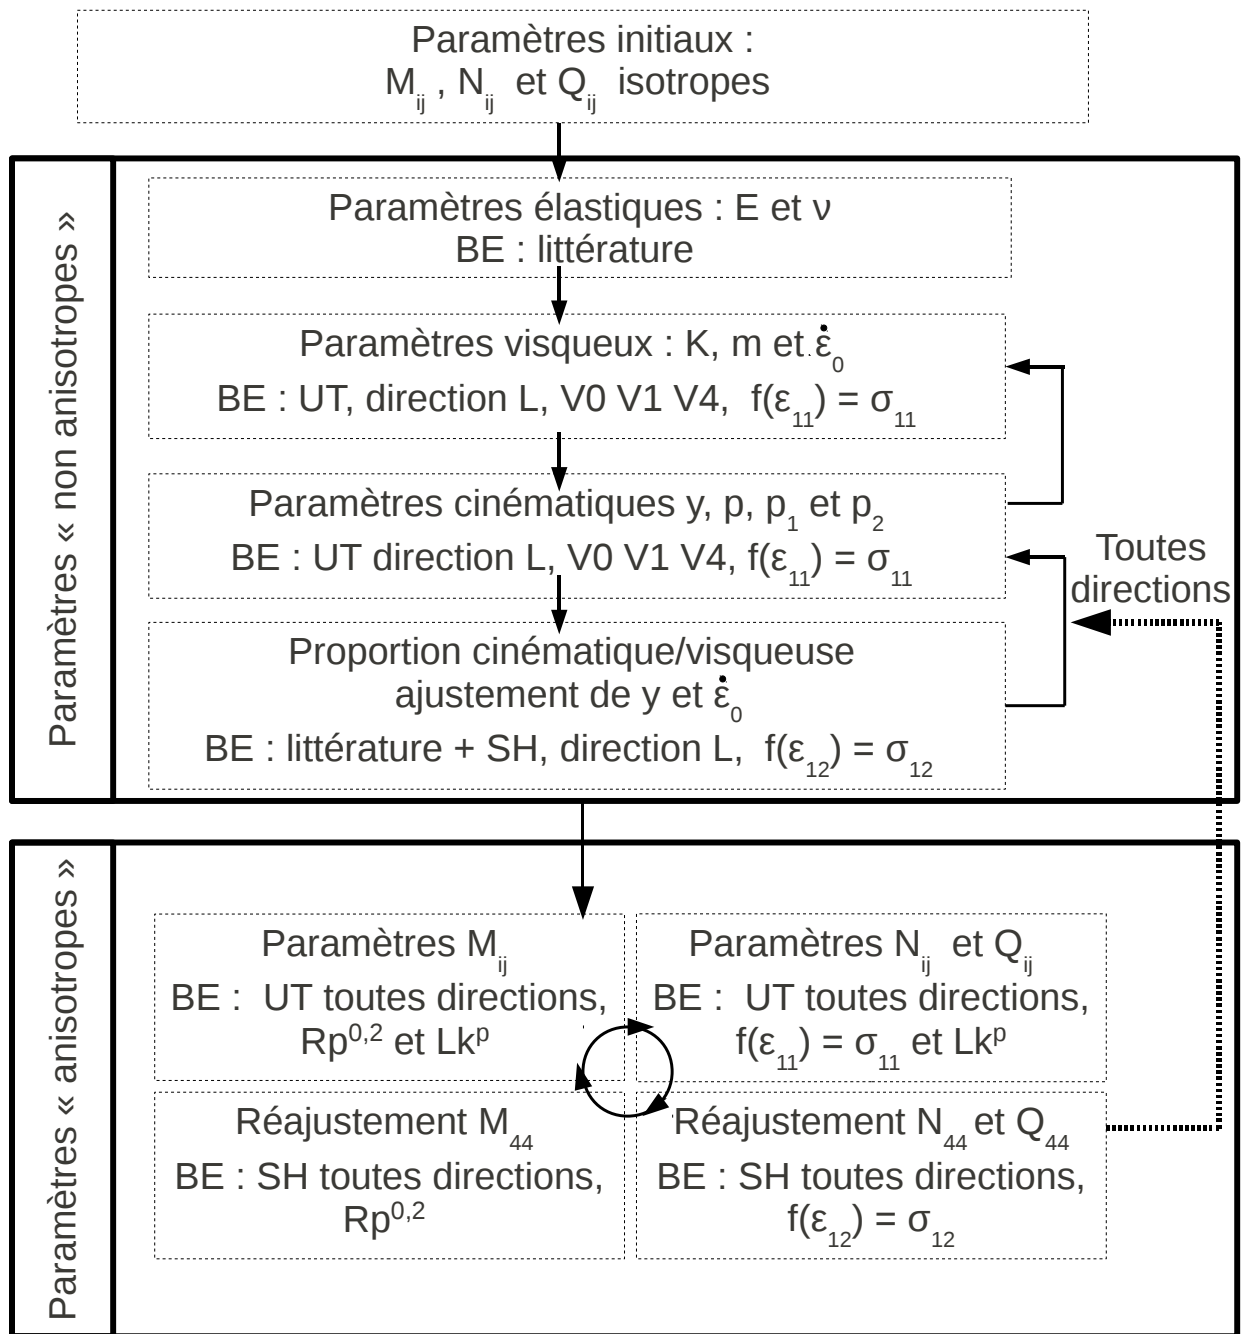 Paramètres initiaux :
M_ij , N_ij et Q_ij isotropes
Paramètres « non anisotropes »
Paramètres élastiques : E et ν
BE : littérature
Paramètres visqueux : K, m et ε̇_0
BE : UT, direction L, V0 V1 V4, f(ε_11) = σ_11
Paramètres cinématiques y, p, p_1 et p_2
BE : UT direction L, V0 V1 V4, f(ε_11) = σ_11
Toutes
directions
Proportion cinématique/visqueuse
ajustement de y et ε̇_0
BE : littérature + SH, direction L, f(ε_12) = σ_12
Paramètres « anisotropes »
Paramètres M_ij
BE : UT toutes directions,
Rp^0,2 et Lk^p
Paramètres N_ij et Q_ij
BE : UT toutes directions,
f(ε_11) = σ_11 et Lk^p
Réajustement M_44
BE : SH toutes directions,
Rp^0,2
Réajustement N_44 et Q_44
BE : SH toutes directions,
f(ε_12) = σ_12